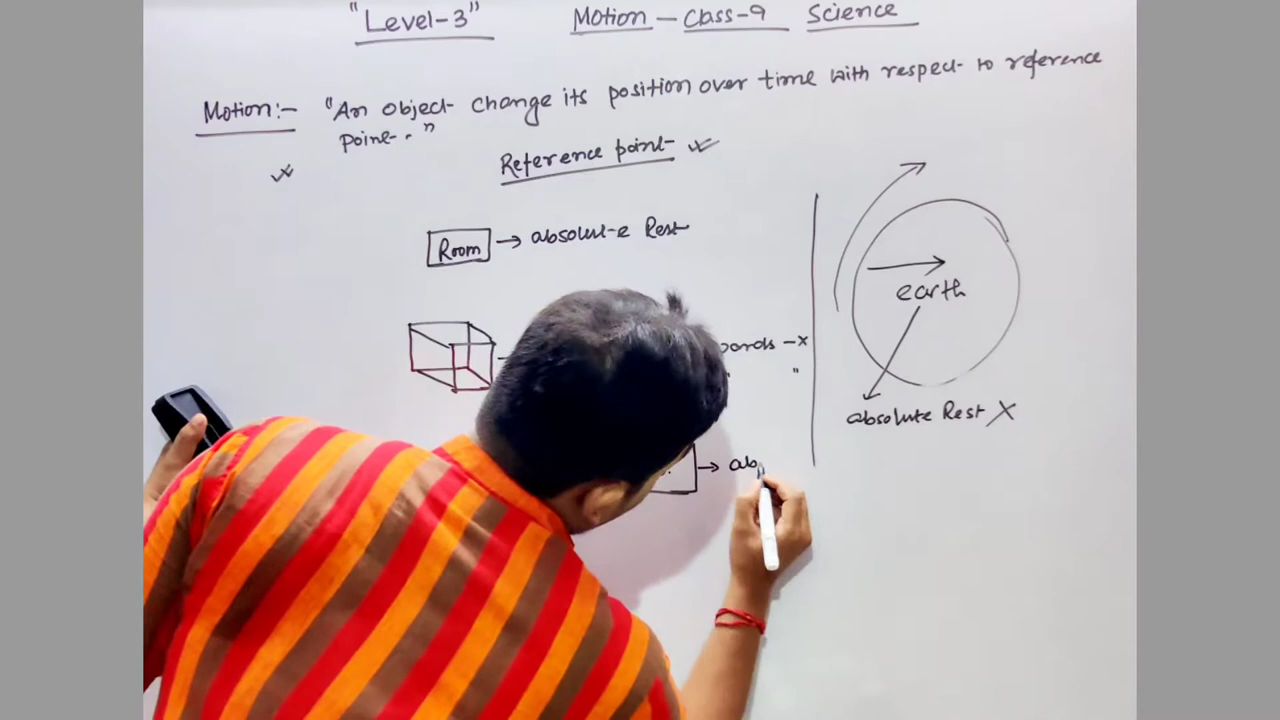 "Level-3" Motion - Class-9 Science
Motion:- "An object change its position over time with respect to reference
point."
Reference point
Room → absolute Rest
earth
- x
"
absolute Rest X
→ ab